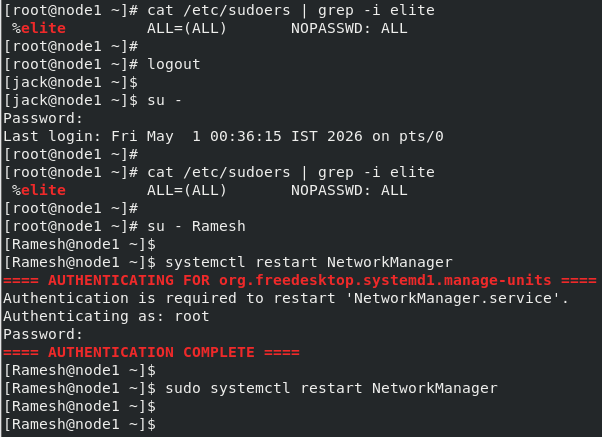 [root@node1 ~]# cat /etc/sudoers | grep -i elite
 %elite         ALL=(ALL)       NOPASSWD: ALL
[root@node1 ~]#
[root@node1 ~]# logout
[jack@node1 ~]$
[jack@node1 ~]$ su -
Password:
Last login: Fri May  1 00:36:15 IST 2026 on pts/0
[root@node1 ~]#
[root@node1 ~]# cat /etc/sudoers | grep -i elite
 %elite         ALL=(ALL)       NOPASSWD: ALL
[root@node1 ~]#
[root@node1 ~]# su - Ramesh
[Ramesh@node1 ~]$
[Ramesh@node1 ~]$ systemctl restart NetworkManager
==== AUTHENTICATING FOR org.freedesktop.systemd1.manage-units ====
Authentication is required to restart 'NetworkManager.service'.
Authenticating as: root
Password:
==== AUTHENTICATION COMPLETE ====
[Ramesh@node1 ~]$
[Ramesh@node1 ~]$ sudo systemctl restart NetworkManager
[Ramesh@node1 ~]$
[Ramesh@node1 ~]$